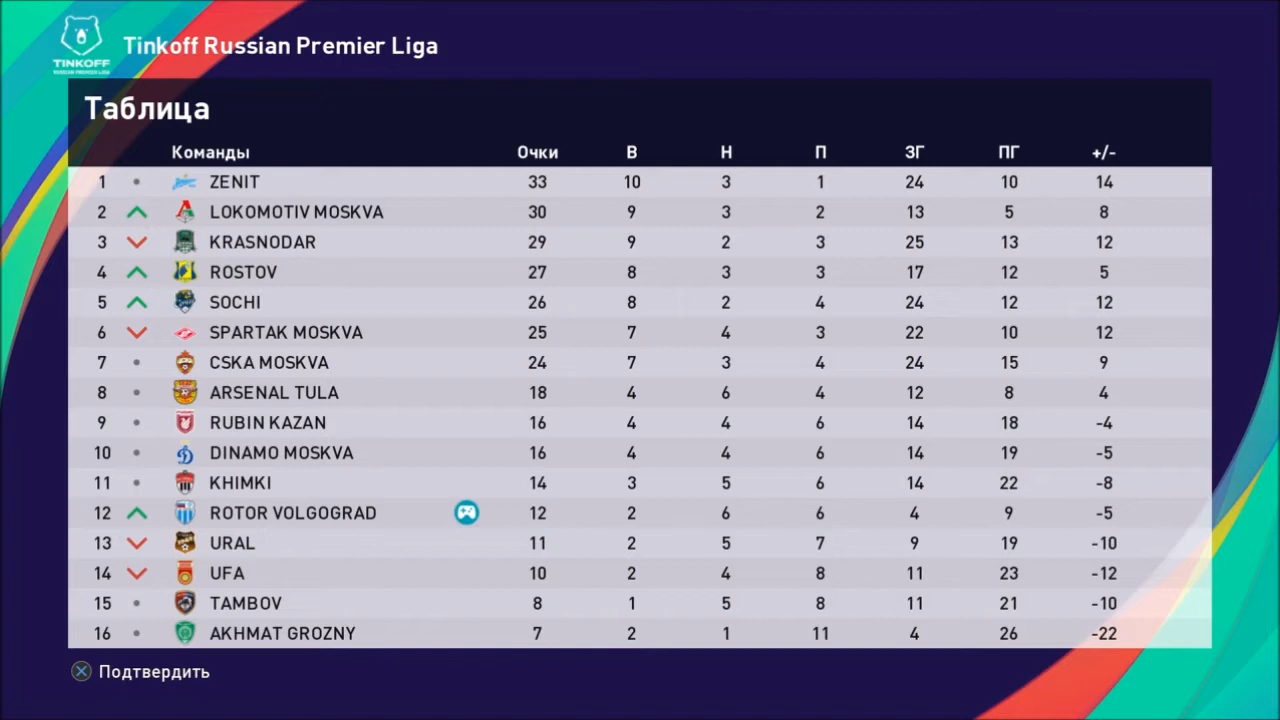 Tinkoff Russian Premier Liga
TINKOFF
RUSSIAN PREMIER LIGA
Таблица
Команды Очки В Н П ЗГ ПГ +/-
1 ZENIT 33 10 3 1 24 10 14
2 LOKOMOTIV MOSKVA 30 9 3 2 13 5 8
3 KRASNODAR 29 9 2 3 25 13 12
4 ROSTOV 27 8 3 3 17 12 5
5 SOCHI 26 8 2 4 24 12 12
6 SPARTAK MOSKVA 25 7 4 3 22 10 12
7 CSKA MOSKVA 24 7 3 4 24 15 9
8 ARSENAL TULA 18 4 6 4 12 8 4
9 RUBIN KAZAN 16 4 4 6 14 18 -4
10 DINAMO MOSKVA 16 4 4 6 14 19 -5
11 KHIMKI 14 3 5 6 14 22 -8
12 ROTOR VOLGOGRAD 12 2 6 6 4 9 -5
13 URAL 11 2 5 7 9 19 -10
14 UFA 10 2 4 8 11 23 -12
15 TAMBOV 8 1 5 8 11 21 -10
16 AKHMAT GROZNY 7 2 1 11 4 26 -22
Подтвердить